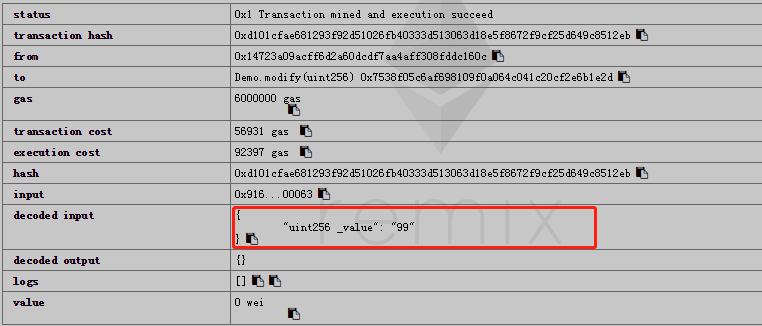 status 0x1 Transaction mined and execution succeed
transaction hash 0xd101cfae681293f92d51026fb40333d513063d18e5f8672f9cf25d649c8512eb
from 0x14723a09acff6d2a60dcdf7aa4aff308fddc160c
to Demo.modify(uint256) 0x7538f05c6af698109f0a064c041c20cf2e6b1e2d
gas 6000000 gas
transaction cost 56931 gas
execution cost 92397 gas
hash 0xd101cfae681293f92d51026fb40333d513063d18e5f8672f9cf25d649c8512eb
input 0x916...00063
decoded input {
"uint256 _value": "99"
}
decoded output {}
logs []
value 0 wei
remix